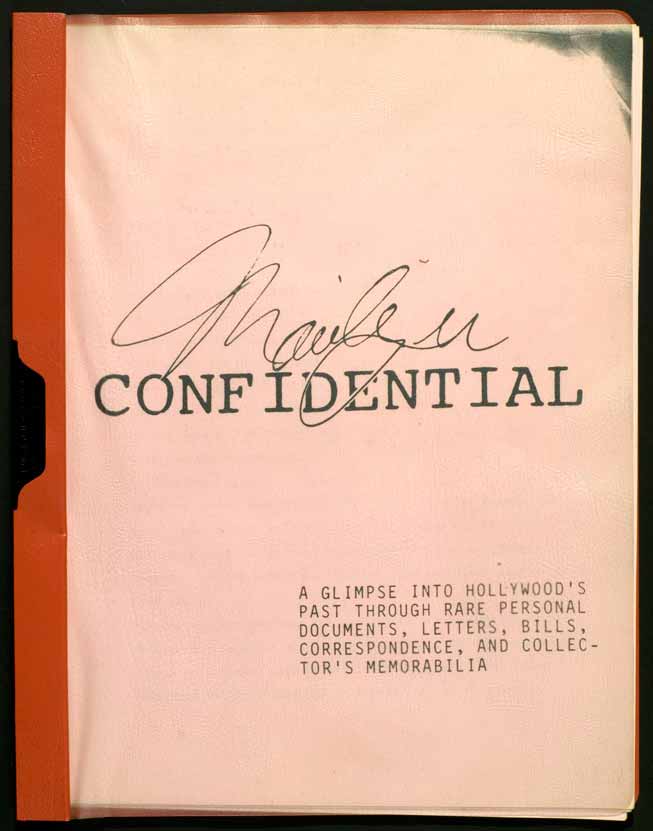 Marilyn
CONFIDENTIAL
A GLIMPSE INTO HOLLYWOOD'S
PAST THROUGH RARE PERSONAL
DOCUMENTS, LETTERS, BILLS,
CORRESPONDENCE, AND COLLEC-
TOR'S MEMORABILIA